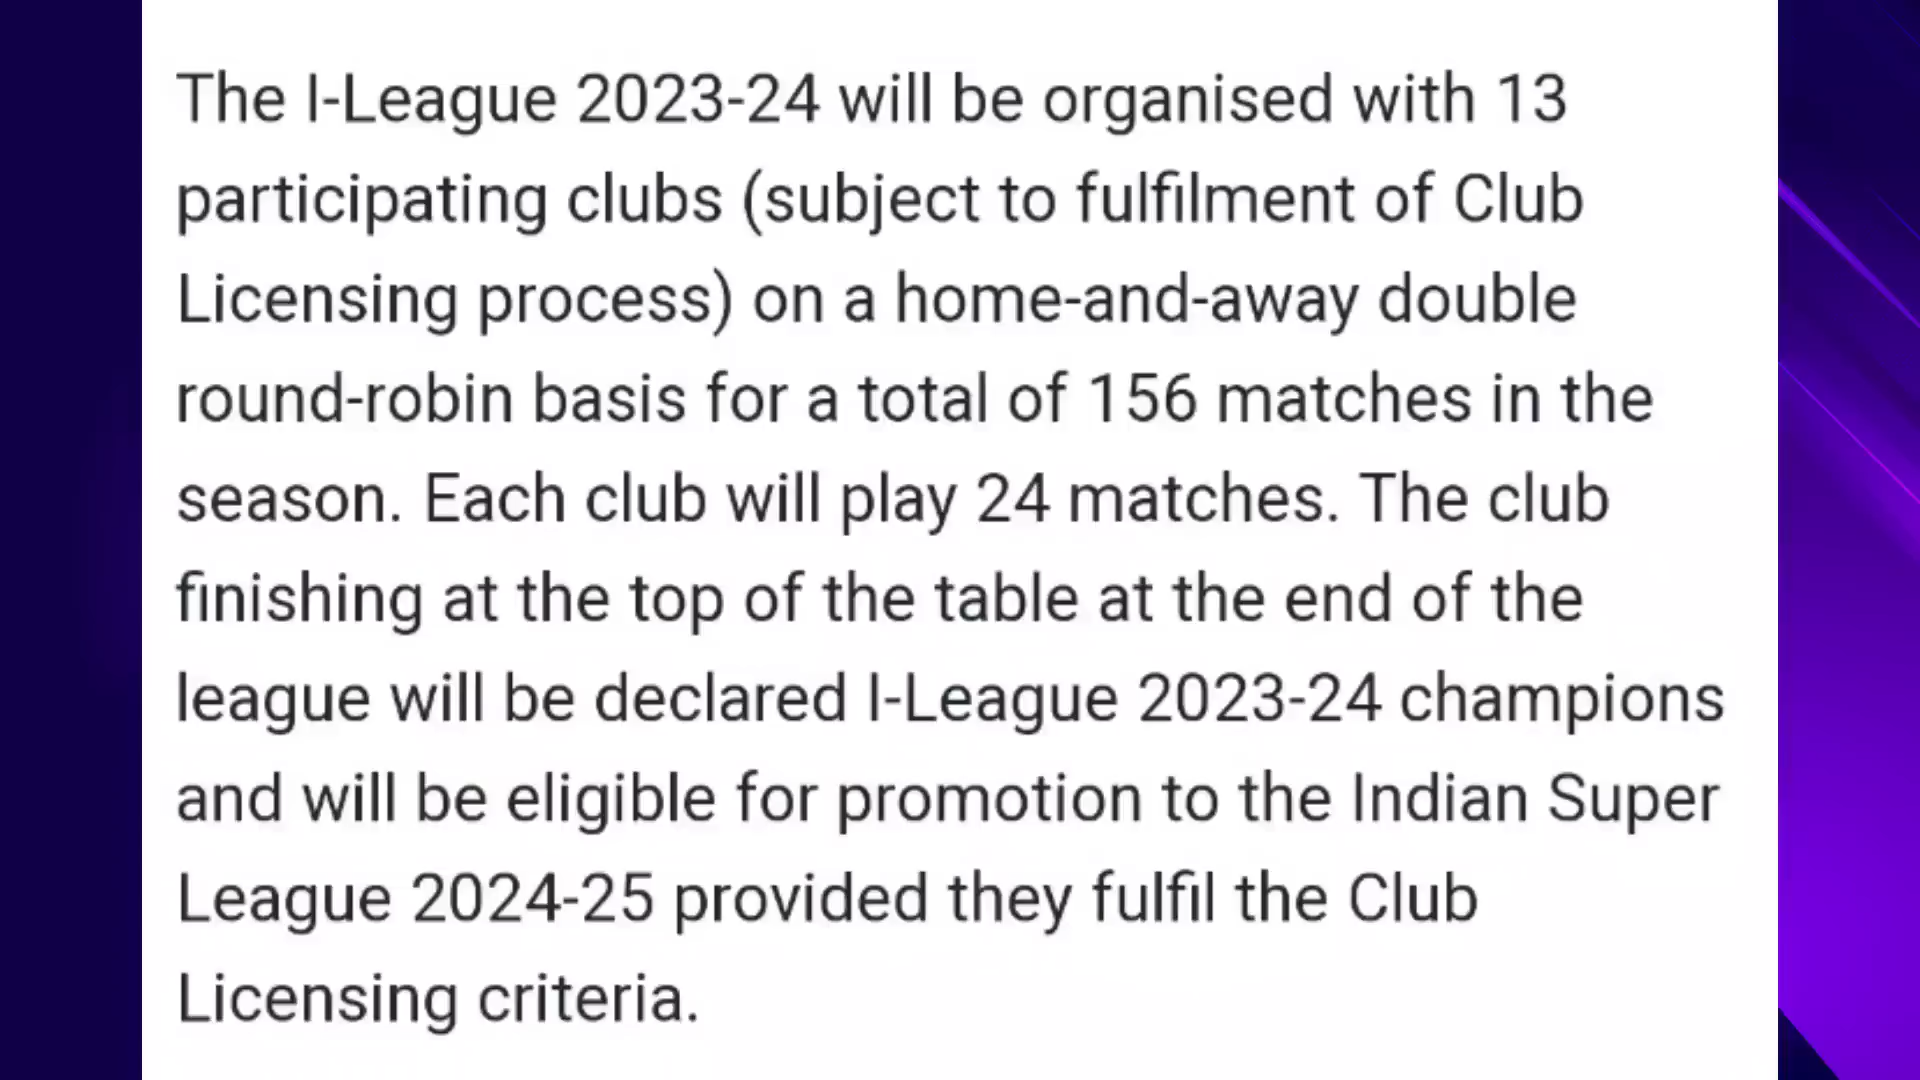 The I-League 2023-24 will be organised with 13
participating clubs (subject to fulfilment of Club
Licensing process) on a home-and-away double
round-robin basis for a total of 156 matches in the
season. Each club will play 24 matches. The club
finishing at the top of the table at the end of the
league will be declared I-League 2023-24 champions
and will be eligible for promotion to the Indian Super
League 2024-25 provided they fulfil the Club
Licensing criteria.